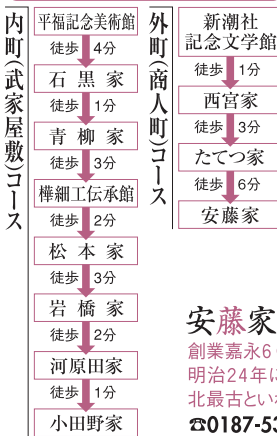 内町(武家屋敷)コース
平福記念美術館
徒歩 4分
石黒家
徒歩 1分
青柳家
徒歩 3分
樺細工伝承館
徒歩 2分
松本家
徒歩 3分
岩橋家
徒歩 2分
河原田家
徒歩 1分
小田野家
外町(商人町)コース
新潮社
記念文学館
徒歩 1分
西宮家
徒歩 3分
たてつ家
徒歩 6分
安藤家
安藤家
創業嘉永6
明治24年に
北最古といわ
☎0187-53